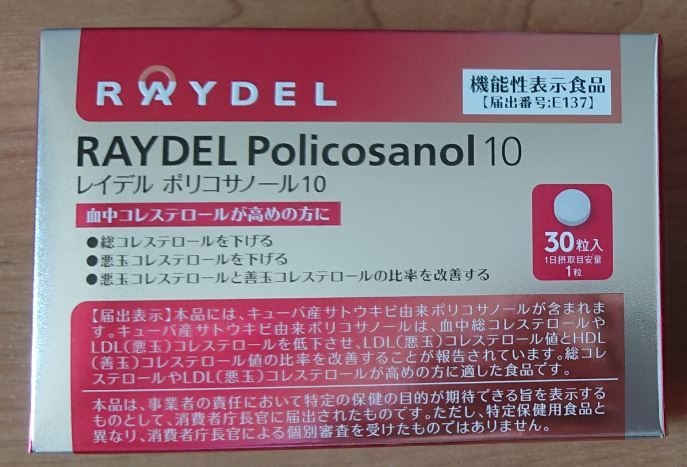 RAYDEL
機能性表示食品
【届出番号:E137】
RAYDEL Policosanol 10
レイデル ポリコサノール10
血中コレステロールが高めの方に
●総コレステロールを下げる
●悪玉コレステロールを下げる
●悪玉コレステロールと善玉コレステロールの比率を改善する
30粒入
1日摂取目安量
1粒
【届出表示】本品には、キューバ産サトウキビ由来ポリコサノールが含まれま
す。キューバ産サトウキビ由来ポリコサノールは、血中総コレステロールや
LDL(悪玉)コレステロールを低下させ、LDL(悪玉)コレステロール値とHDL
(善玉)コレステロール値の比率を改善することが報告されています。総コレ
ステロールやLDL(悪玉)コレステロールが高めの方に適した食品です。
本品は、事業者の責任において特定の保健の目的が期待できる旨を表示する
ものとして、消費者庁長官に届出されたものです。ただし、特定保健用食品と
異なり、消費者庁長官による個別審査を受けたものではありません。